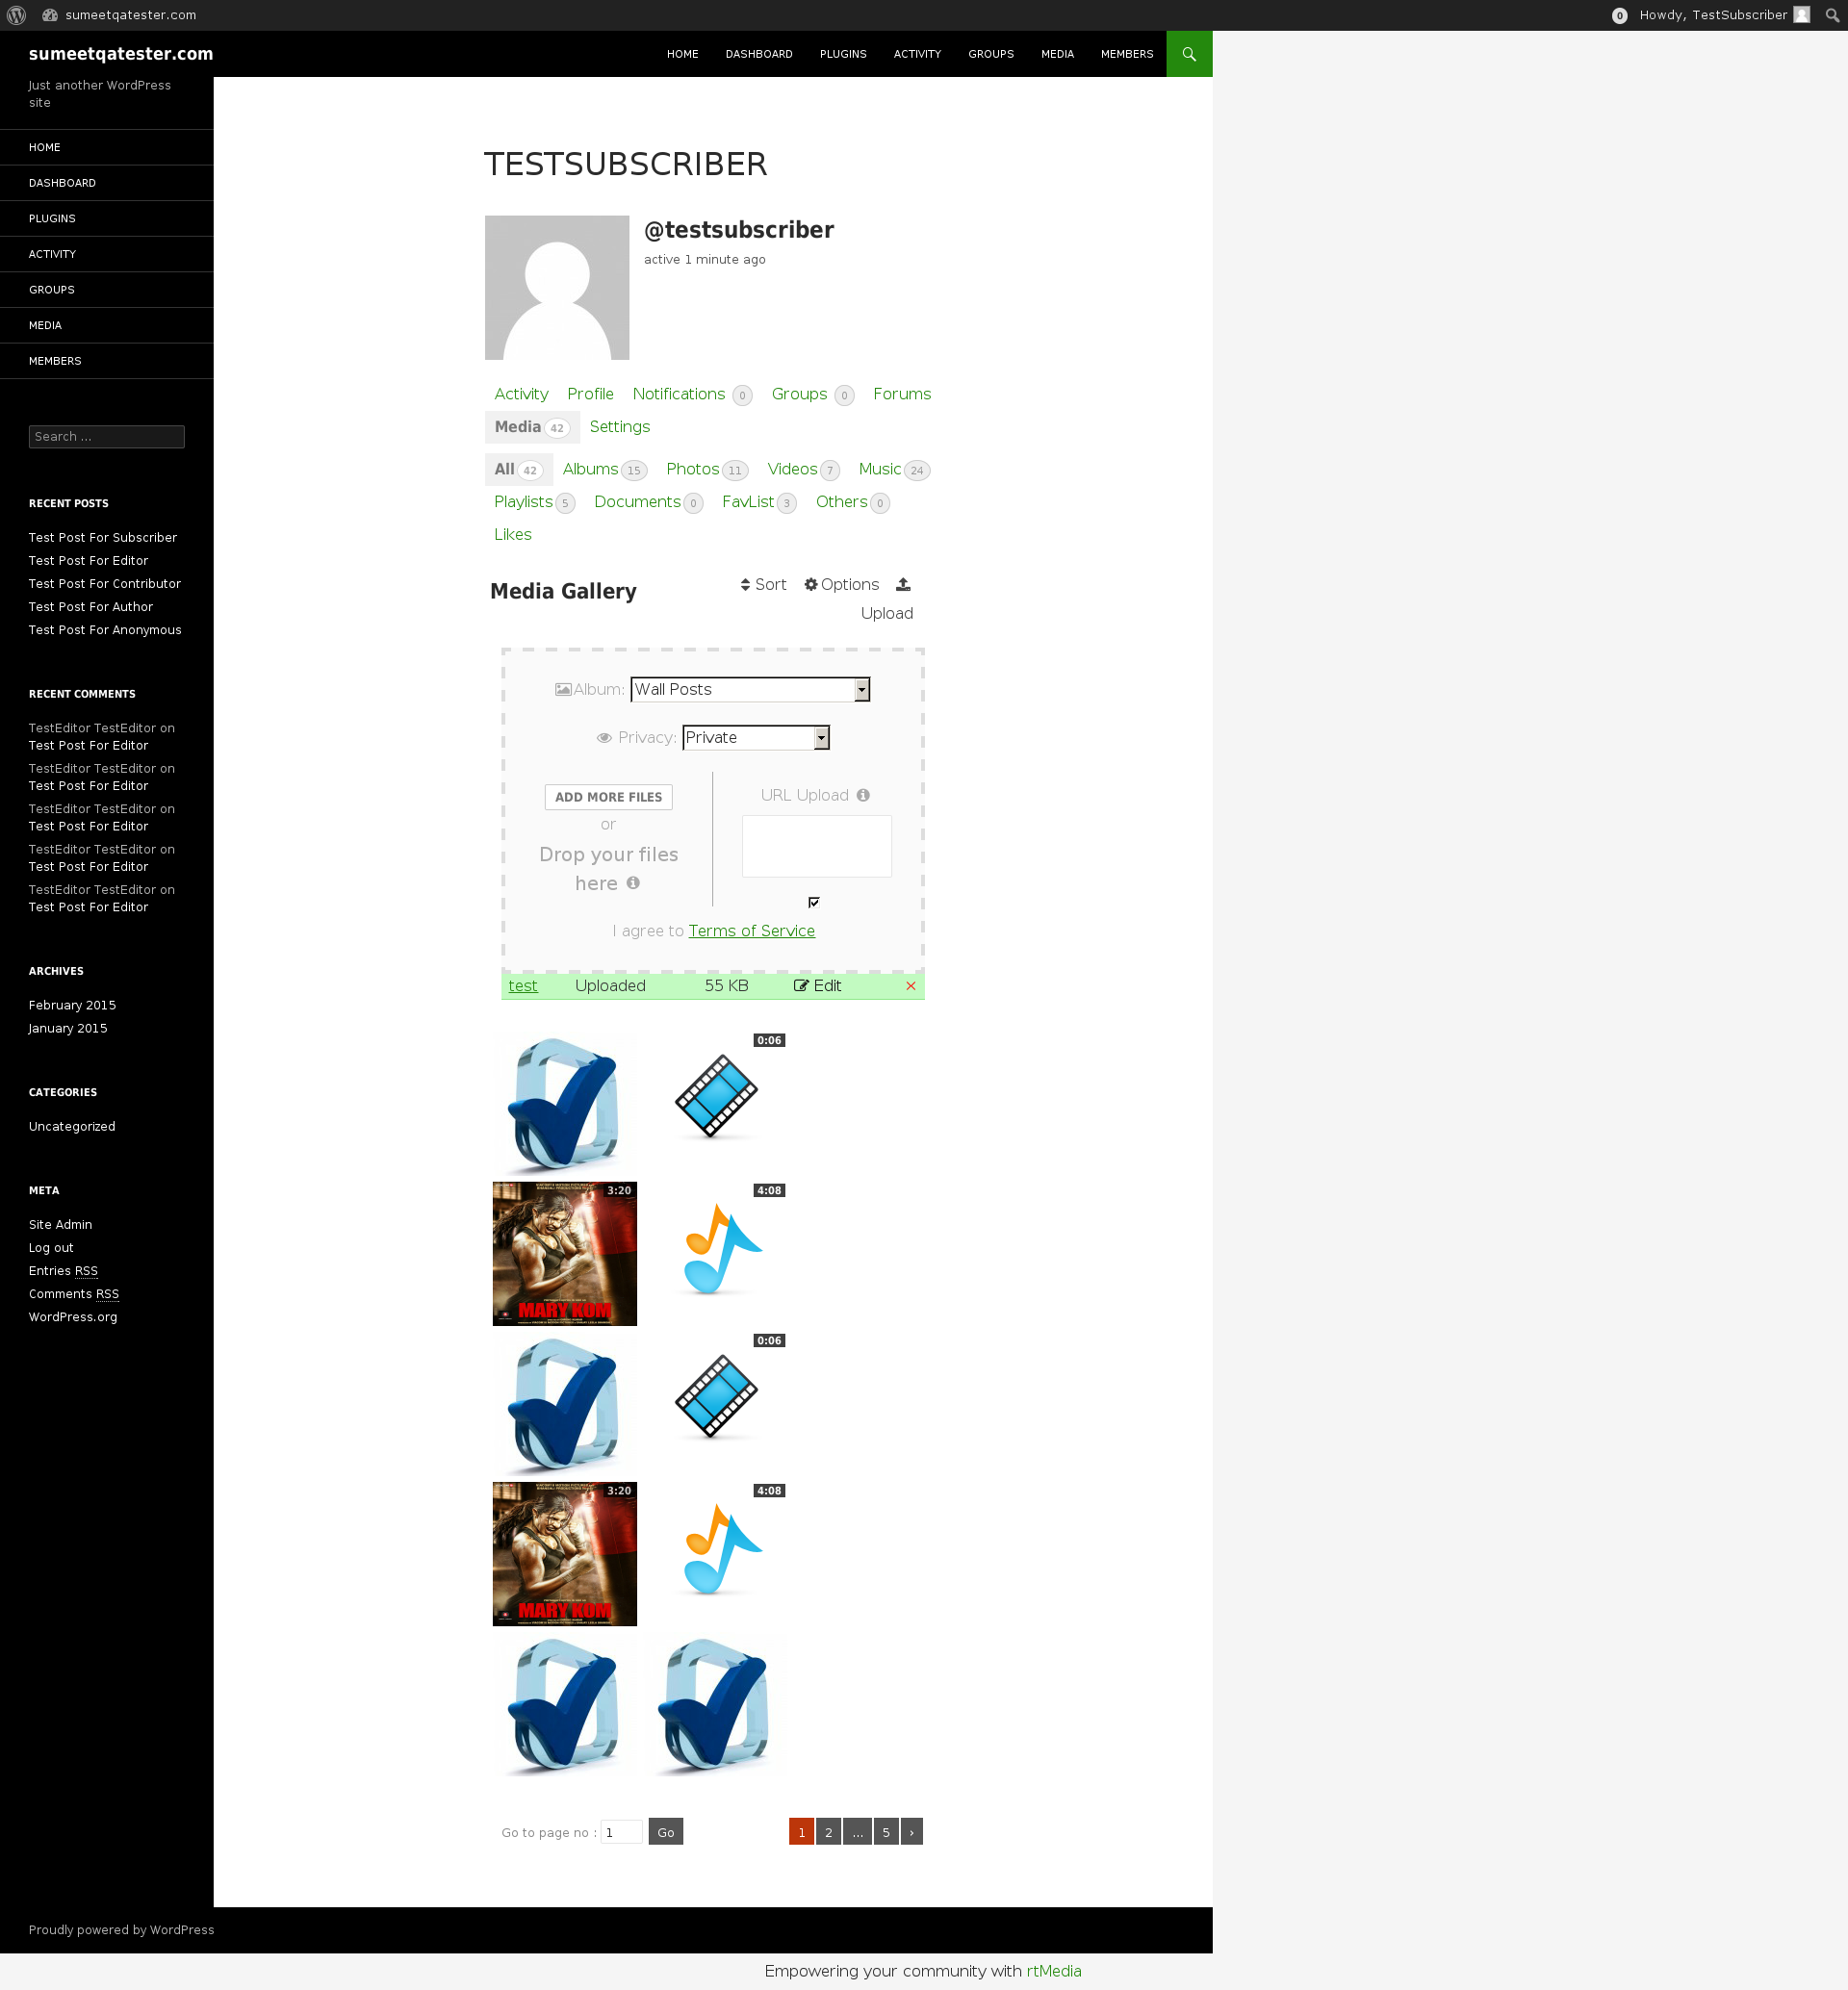 sumeetqatester.com
0 Howdy, TestSubscriber
sumeetqatester.com
HOME DASHBOARD PLUGINS ACTIVITY GROUPS MEDIA MEMBERS
Just another WordPress
site
HOME
DASHBOARD
PLUGINS
ACTIVITY
GROUPS
MEDIA
MEMBERS
Search ...
RECENT POSTS
Test Post For Subscriber
Test Post For Editor
Test Post For Contributor
Test Post For Author
Test Post For Anonymous
RECENT COMMENTS
TestEditor TestEditor on
Test Post For Editor
TestEditor TestEditor on
Test Post For Editor
TestEditor TestEditor on
Test Post For Editor
TestEditor TestEditor on
Test Post For Editor
TestEditor TestEditor on
Test Post For Editor
ARCHIVES
February 2015
January 2015
CATEGORIES
Uncategorized
META
Site Admin
Log out
Entries RSS
Comments RSS
WordPress.org
TESTSUBSCRIBER
@testsubscriber
active 1 minute ago
Activity Profile Notifications 0 Groups 0 Forums
Media 42 Settings
All 42 Albums 15 Photos 11 Videos 7 Music 24
Playlists 5 Documents 0 FavList 3 Others 0
Likes
Media Gallery
Sort Options
Upload
Album: Wall Posts
Privacy: Private
ADD MORE FILES
or
Drop your files
here
URL Upload
I agree to Terms of Service
test Uploaded 55 KB Edit ×
0:06
3:20
MARY KOM
4:08
0:06
3:20
MARY KOM
4:08
Go to page no : 1 Go
1 2 ... 5 ›
Proudly powered by WordPress
Empowering your community with rtMedia